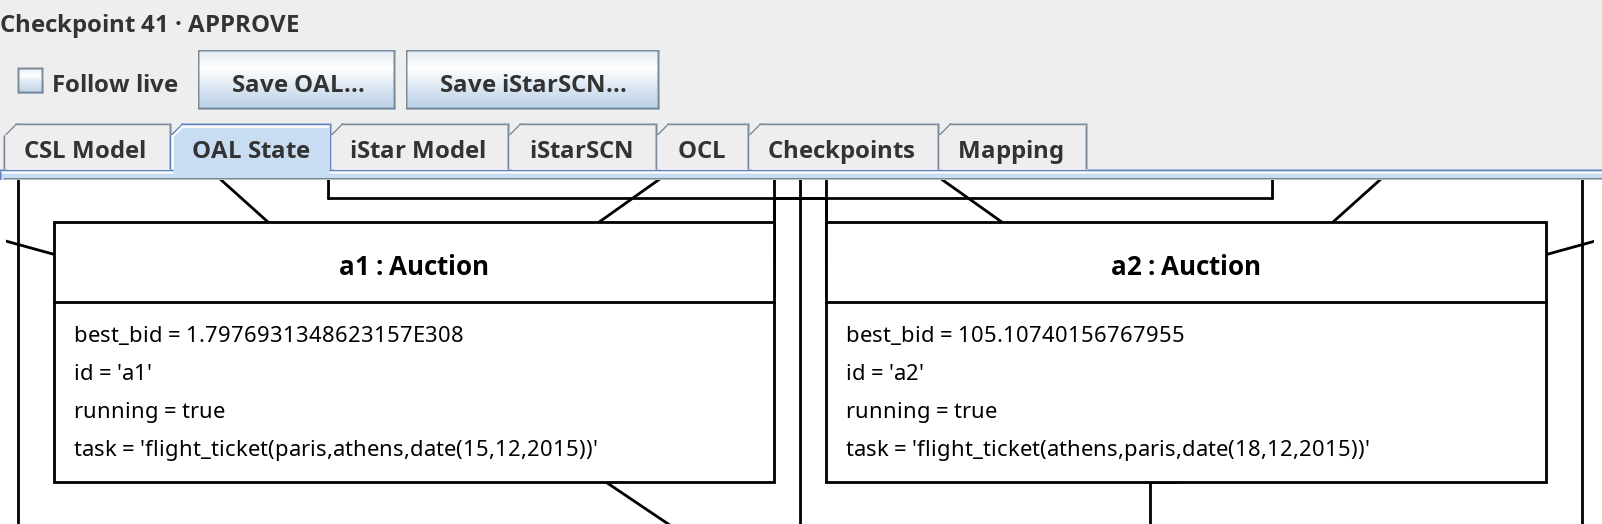 Checkpoint 41 · APPROVE
Follow live Save OAL... Save iStarSCN...
CSL Model OAL State iStar Model iStarSCN OCL Checkpoints Mapping
a1 : Auction
best_bid = 1.7976931348623157E308
id = 'a1'
running = true
task = 'flight_ticket(paris,athens,date(15,12,2015))'
a2 : Auction
best_bid = 105.10740156767955
id = 'a2'
running = true
task = 'flight_ticket(athens,paris,date(18,12,2015))'